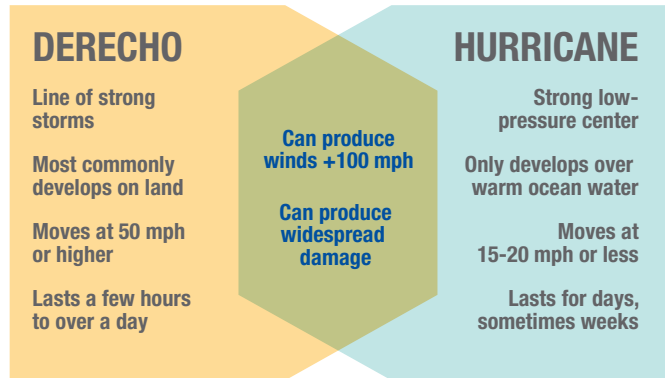 DERECHO
Line of strong
storms
Most commonly
develops on land
Moves at 50 mph
or higher
Lasts a few hours
to over a day
Can produce
winds +100 mph
Can produce
widespread
damage
HURRICANE
Strong low-
pressure center
Only develops over
warm ocean water
Moves at
15-20 mph or less
Lasts for days,
sometimes weeks